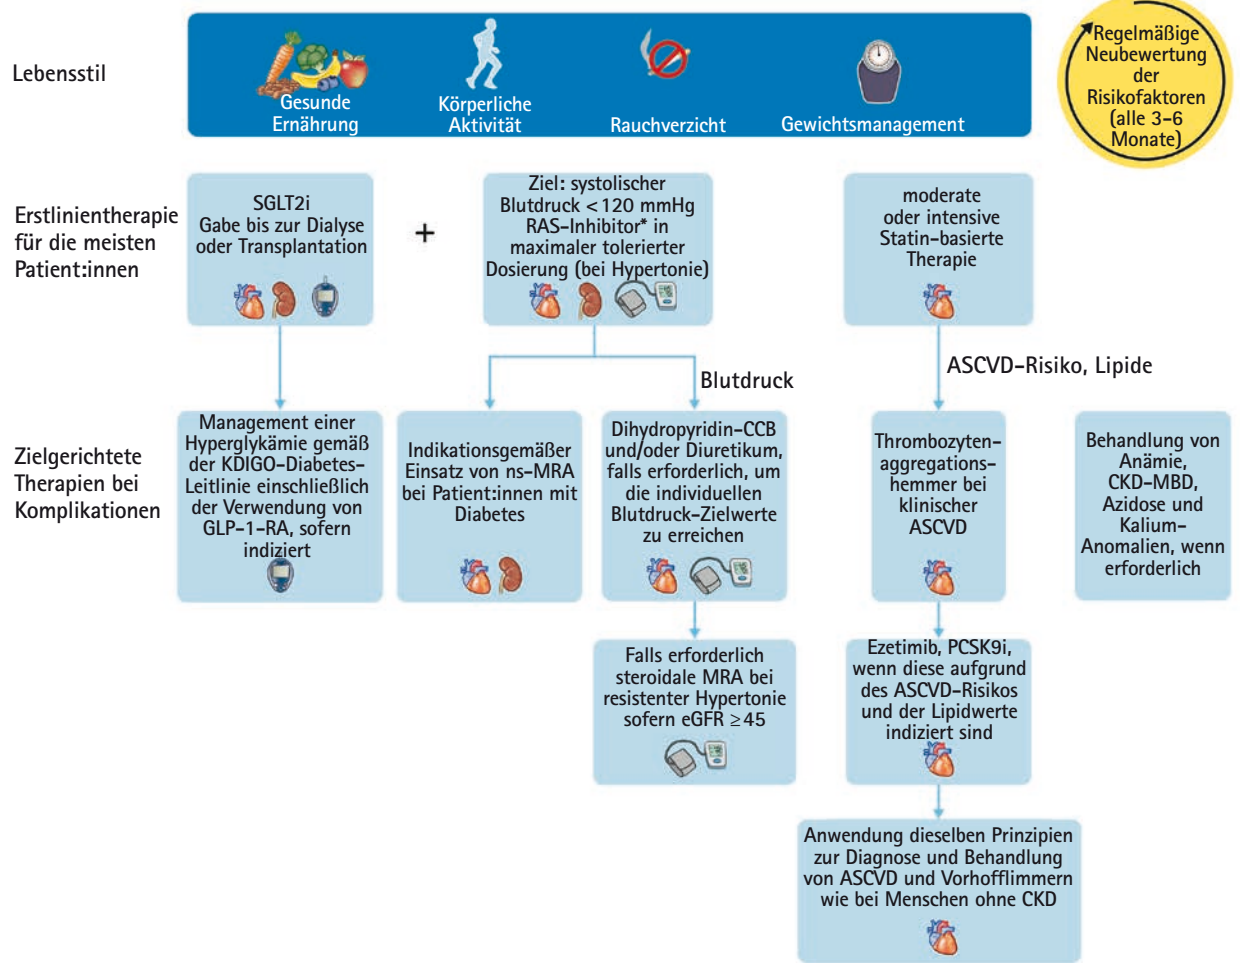 Lebensstil
Gesunde
Ernährung
Körperliche
Aktivität
Rauchverzicht
Gewichtsmanagement
Regelmäßige
Neubewertung
der
Risikofaktoren
(alle 3-6
Monate)
Erstlinientherapie
für die meisten
Patient:innen
SGLT2i
Gabe bis zur Dialyse
oder Transplantation
+
Ziel: systolischer
Blutdruck <120 mmHg
RAS-Inhibitor* in
maximaler tolerierter
Dosierung (bei Hypertonie)
moderate
oder intensive
Statin-basierte
Therapie
Blutdruck
ASCVD-Risiko, Lipide
Zielgerichtete
Therapien bei
Komplikationen
Management einer
Hyperglykämie gemäß
der KDIGO-Diabetes-
Leitlinie einschließlich
der Verwendung von
GLP-1-RA, sofern
indiziert
Indikationsgemäßer
Einsatz von ns-MRA
bei Patient:innen mit
Diabetes
Dihydropyridin-CCB
und/oder Diuretikum,
falls erforderlich, um
die individuellen
Blutdruck-Zielwerte
zu erreichen
Thrombozyten-
aggregations-
hemmer bei
klinischer
ASCVD
Behandlung von
Anämie,
CKD-MBD,
Azidose und
Kalium-
Anomalien, wenn
erforderlich
Falls erforderlich
steroidale MRA bei
resistenter Hypertonie
sofern eGFR ≥45
Ezetimib, PCSK9i,
wenn diese aufgrund
des ASCVD-Risikos
und der Lipidwerte
indiziert sind
Anwendung dieselben Prinzipien
zur Diagnose und Behandlung
von ASCVD und Vorhofflimmern
wie bei Menschen ohne CKD